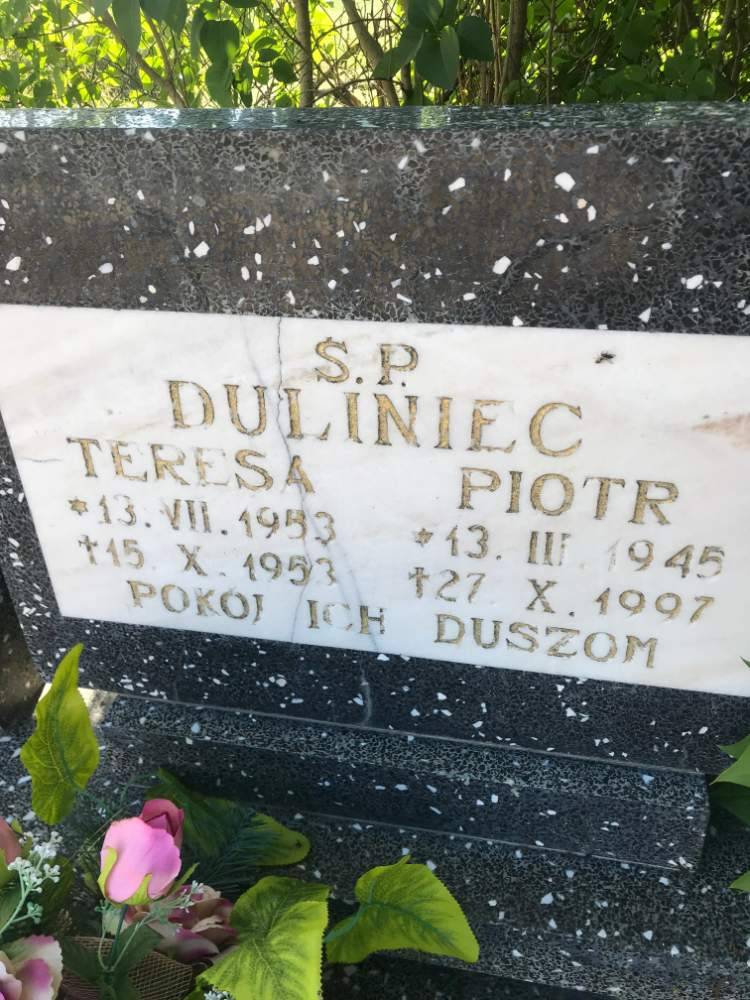 Ś.P.
DULINIEC
TERESA PIOTR
*13.VII.1953 *13.III.1945
†15.X.1953 †27.X.1997
POKÓJ ICH DUSZOM